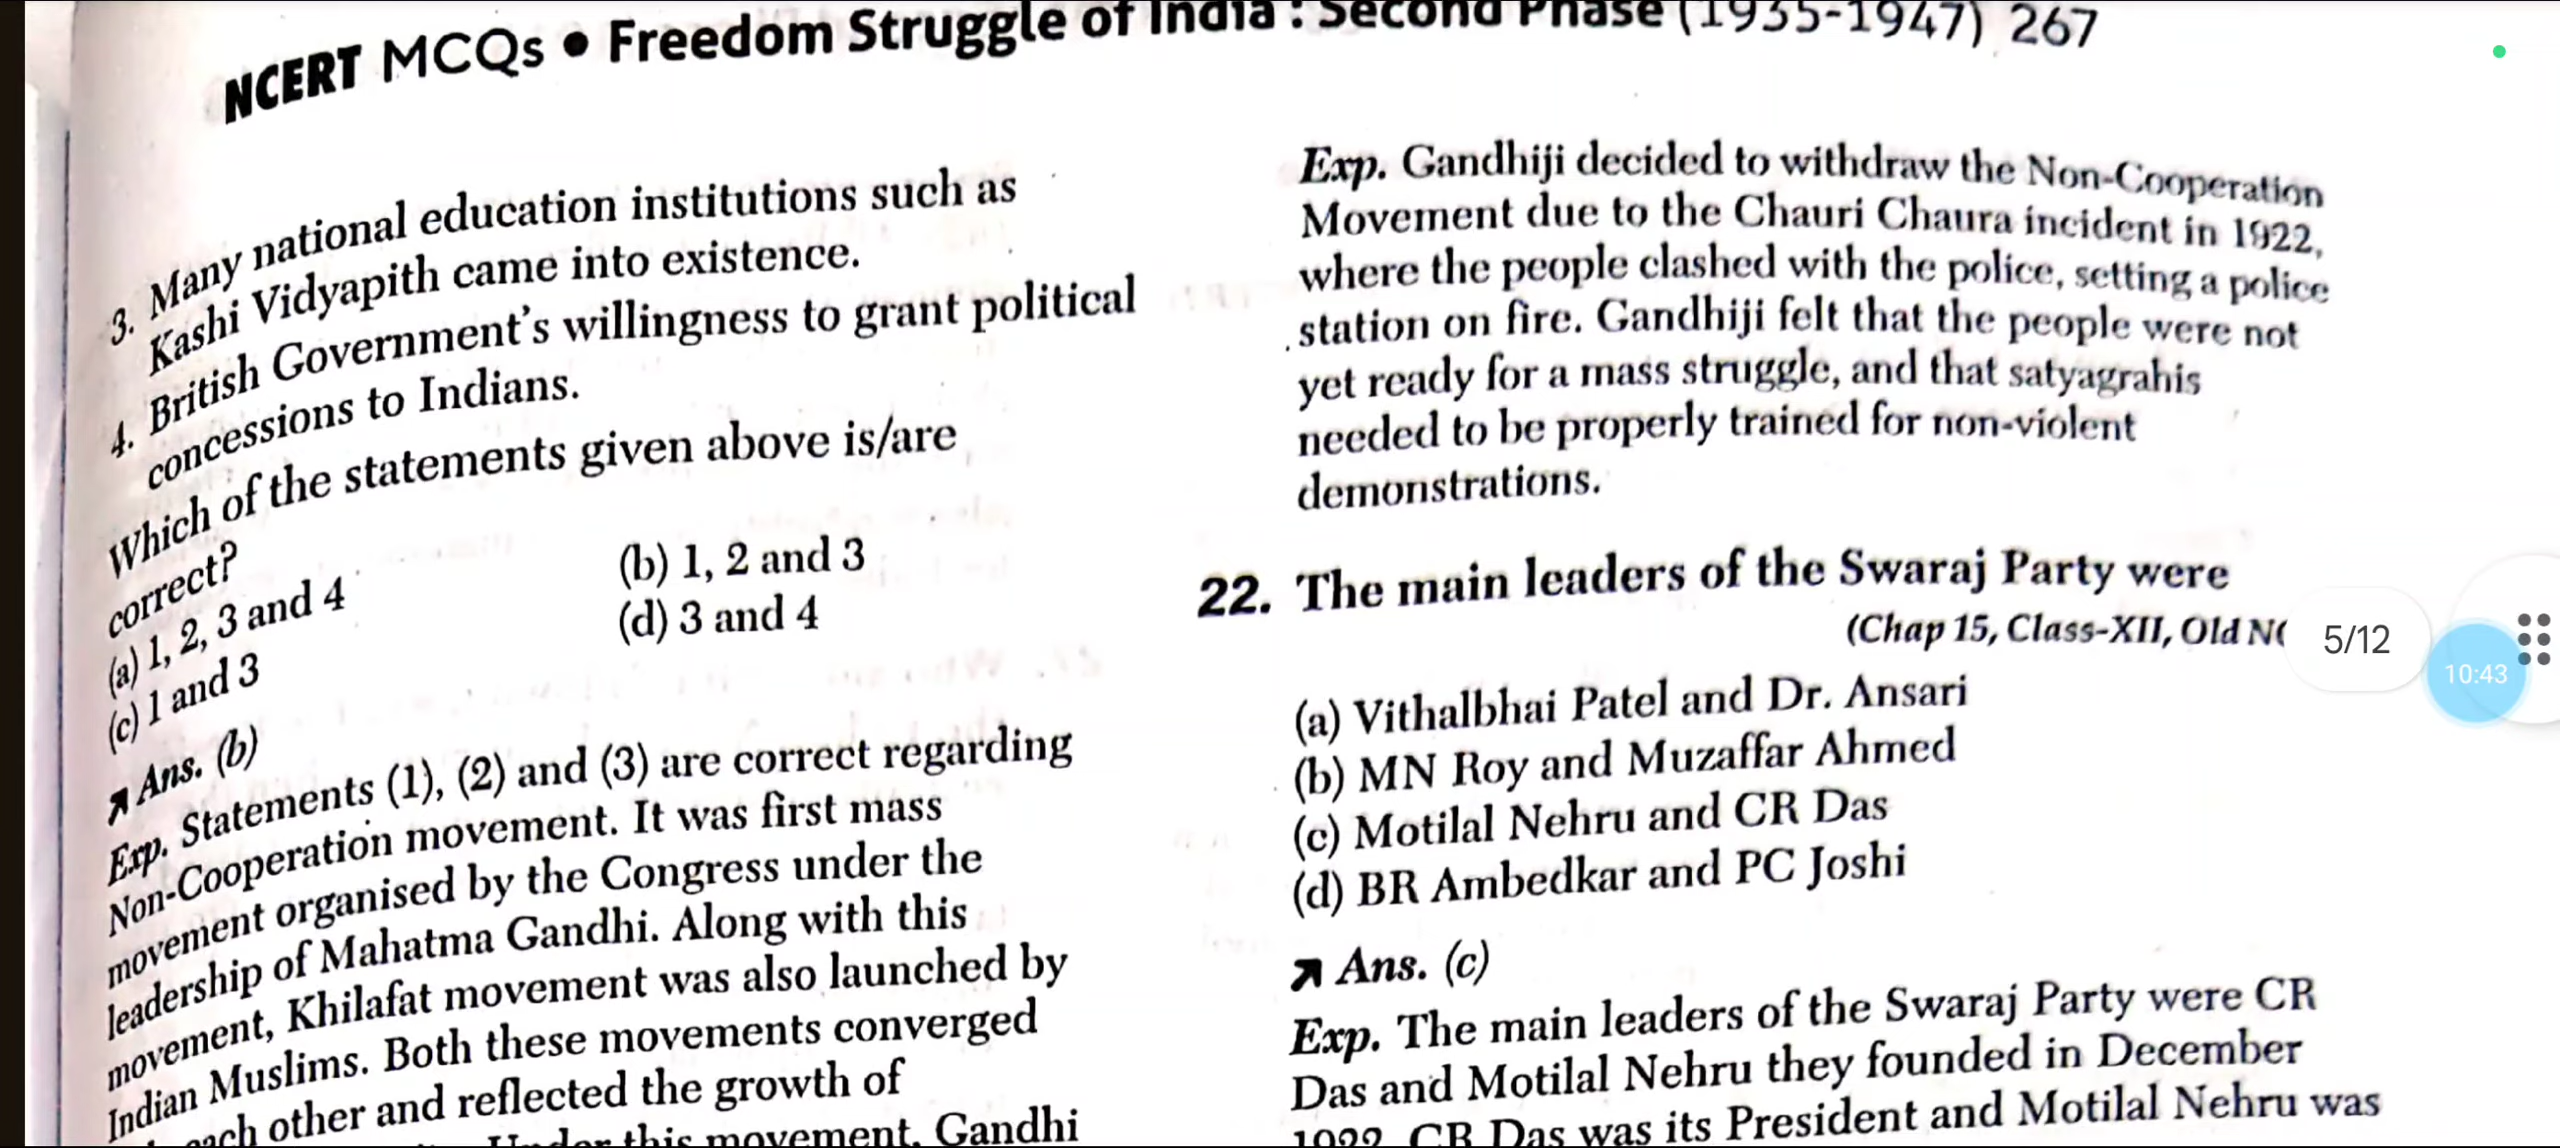 NCERT MCQs • Freedom Struggle of India : Second Phase (1935-1947) 267
3. Many national education institutions such as
Kashi Vidyapith came into existence.
4. British Government's willingness to grant political
concessions to Indians.
Which of the statements given above is/are
correct?
(a) 1, 2, 3 and 4 (b) 1, 2 and 3
(c) 1 and 3 (d) 3 and 4
Ans. (b)
Exp. Statements (1), (2) and (3) are correct regarding
Non-Cooperation movement. It was first mass
movement organised by the Congress under the
leadership of Mahatma Gandhi. Along with this
movement, Khilafat movement was also launched by
Indian Muslims. Both these movements converged
each other and reflected the growth of
Under this movement, Gandhi
Exp. Gandhiji decided to withdraw the Non-Cooperation
Movement due to the Chauri Chaura incident in 1922,
where the people clashed with the police, setting a police
station on fire. Gandhiji felt that the people were not
yet ready for a mass struggle, and that satyagrahis
needed to be properly trained for non-violent
demonstrations.
22. The main leaders of the Swaraj Party were
(Chap 15, Class-XII, Old N
(a) Vithalbhai Patel and Dr. Ansari
(b) MN Roy and Muzaffar Ahmed
(c) Motilal Nehru and CR Das
(d) BR Ambedkar and PC Joshi
Ans. (c)
Exp. The main leaders of the Swaraj Party were CR
Das and Motilal Nehru they founded in December
1922. CR Das was its President and Motilal Nehru was
5/12
10:43